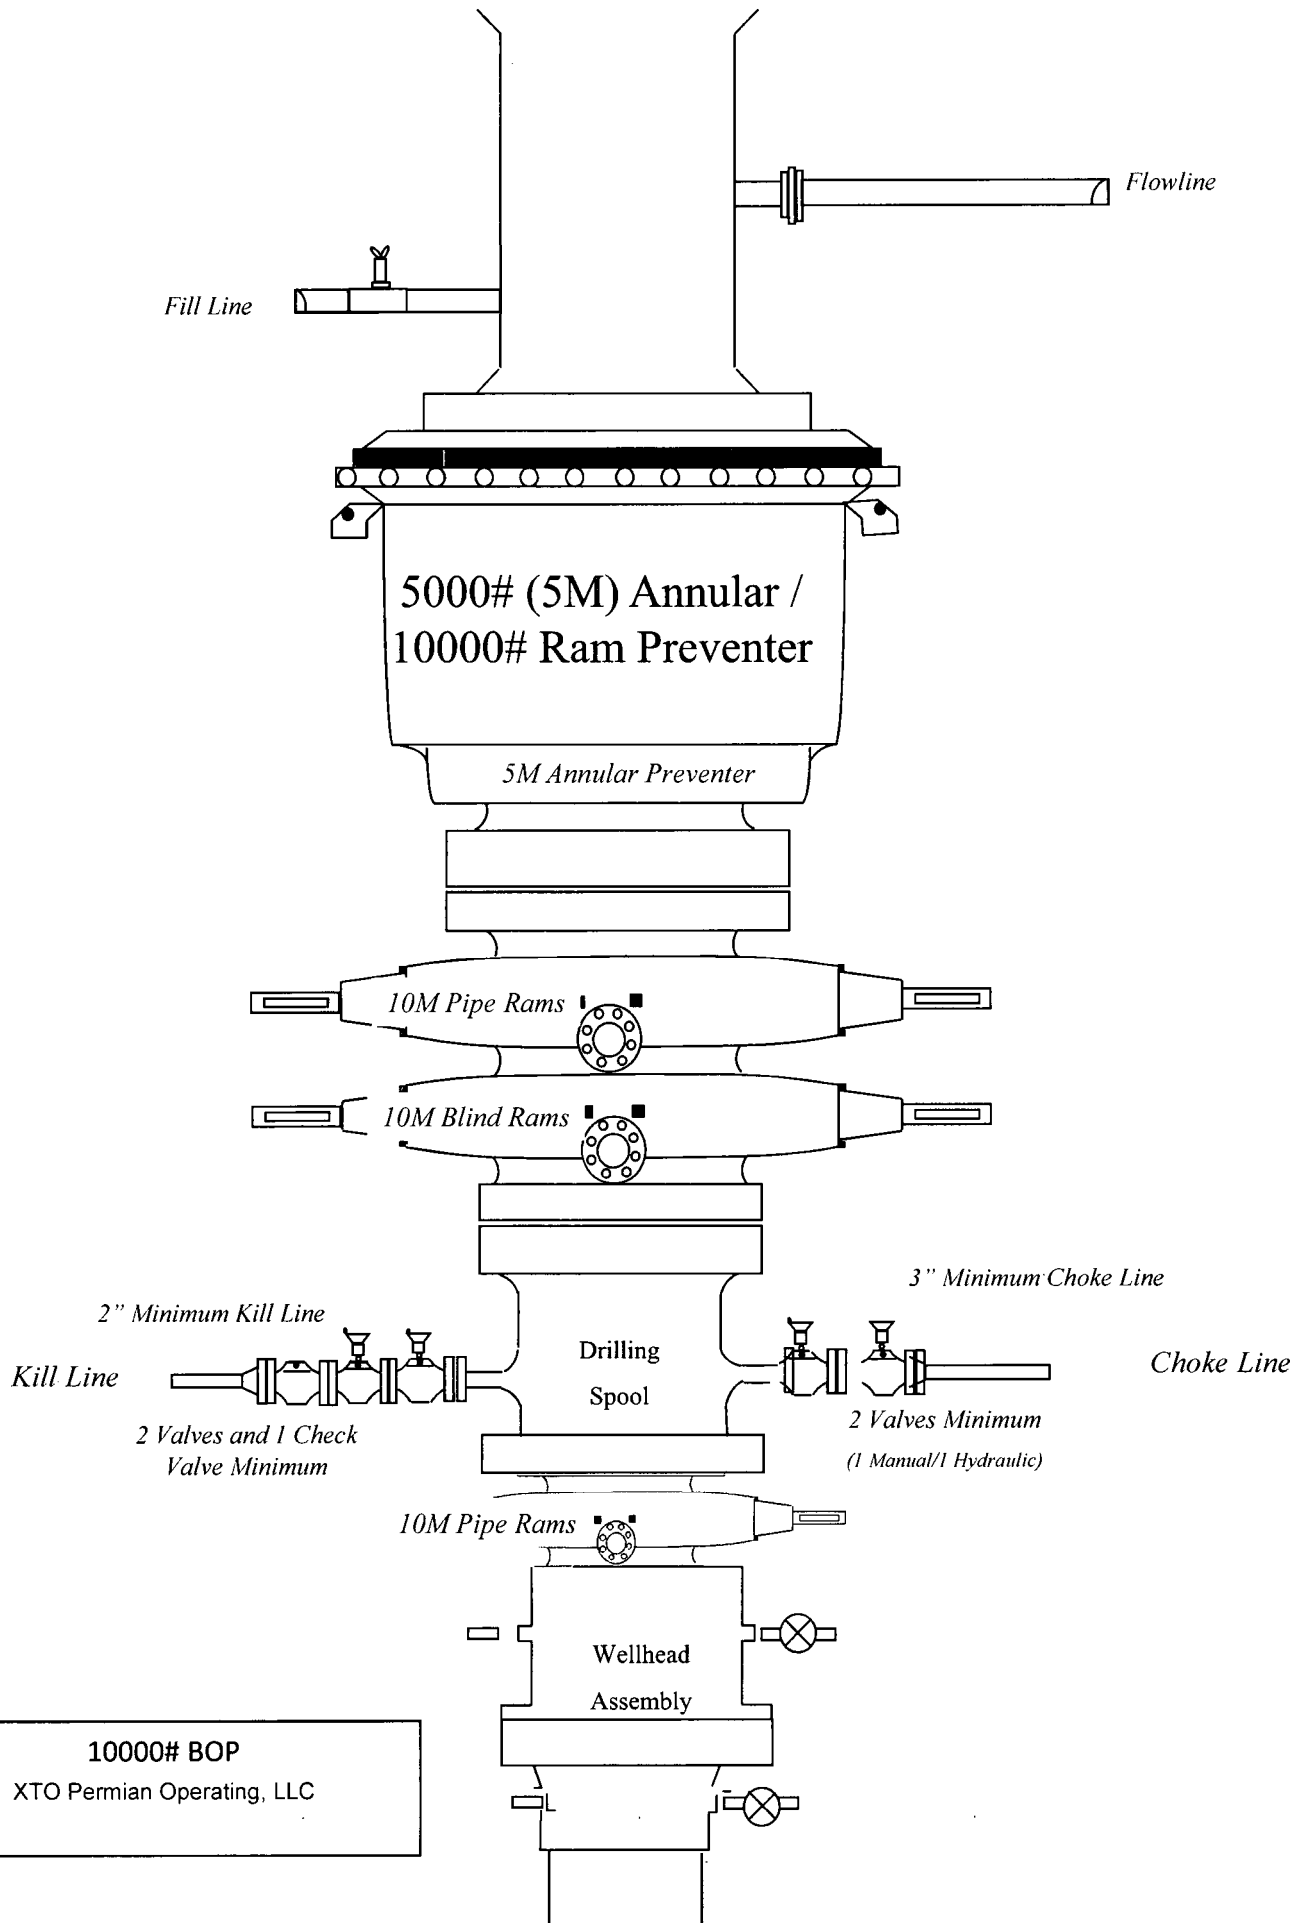 Flowline
Fill Line
5000# (5M) Annular /
10000# Ram Preventer
5M Annular Preventer
10M Pipe Rams
10M Blind Rams
3" Minimum Choke Line
2" Minimum Kill Line
Drilling
Spool
Kill Line
Choke Line
2 Valves and 1 Check
Valve Minimum
2 Valves Minimum
(1 Manual/1 Hydraulic)
10M Pipe Rams
Wellhead
Assembly
10000# BOP
XTO Permian Operating, LLC